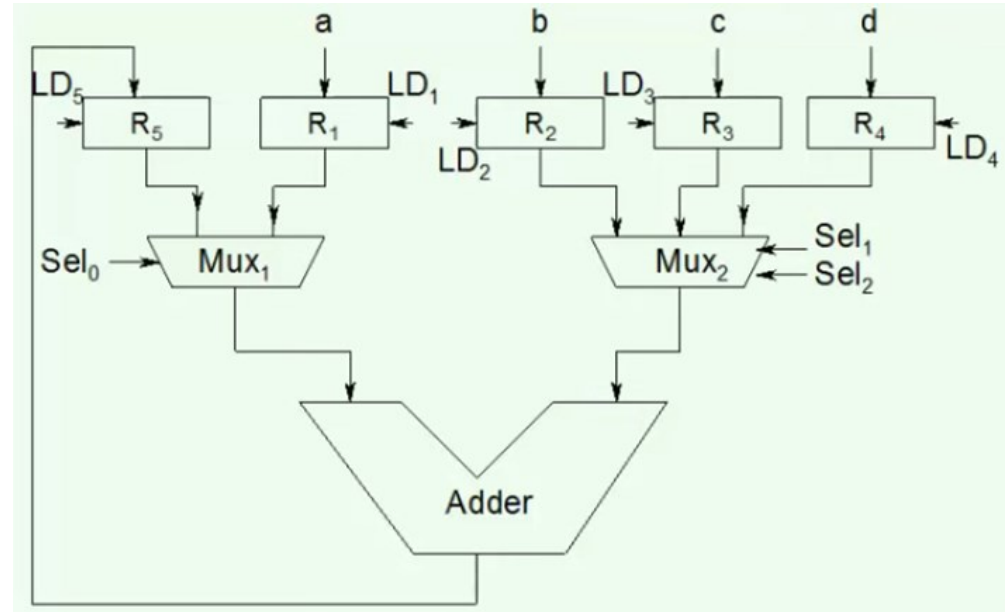 a b c d
LD₅ LD₁ LD₃
R₅ R₁ R₂ R₃ R₄
LD₂ LD₄
Sel₀ Mux₁ Mux₂ Sel₁
Sel₂
Adder